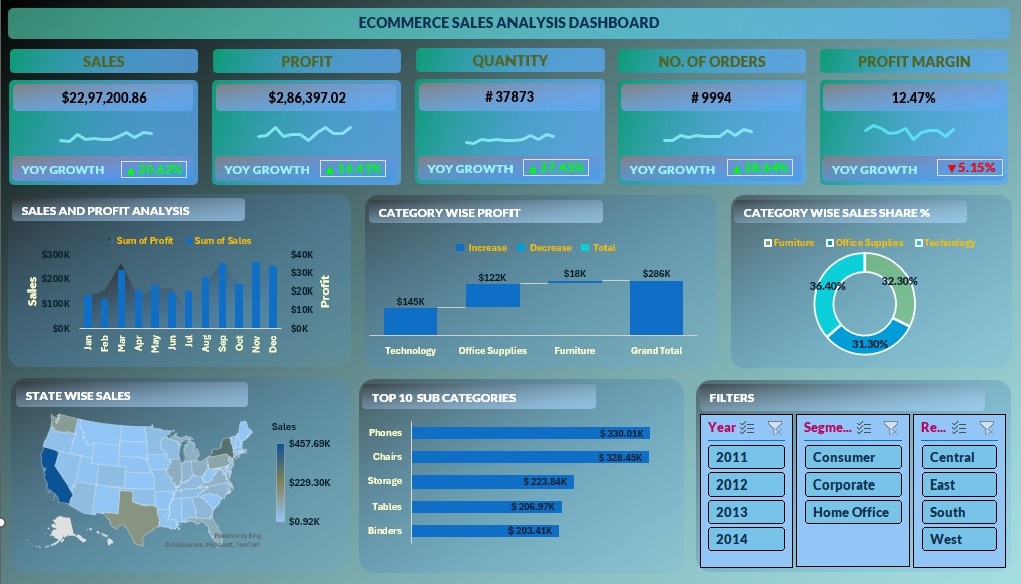 ECOMMERCE SALES ANALYSIS DASHBOARD
SALES
PROFIT
QUANTITY
NO. OF ORDERS
PROFIT MARGIN
$22,97,200.86
$2,86,397.02
# 37873
# 9994
12.47%
YOY GROWTH ▲20.62%
YOY GROWTH ▲14.41%
YOY GROWTH ▲27.45%
YOY GROWTH ▲28.64%
YOY GROWTH ▼5.15%
SALES AND PROFIT ANALYSIS
Sum of Profit Sum of Sales
$300K
$200K
$100K
$0K
Sales
$40K
$30K
$20K
$10K
$0K
Profit
Jan Feb Mar Apr May Jun Jul Aug Sep Oct Nov Dec
CATEGORY WISE PROFIT
Increase Decrease Total
$145K
$122K
$18K
$286K
Technology Office Supplies Furniture Grand Total
CATEGORY WISE SALES SHARE %
Furniture Office Supplies Technology
36.40%
32.30%
31.30%
STATE WISE SALES
Sales
$457.69K
$229.30K
$0.92K
Powered by Bing
© GeoNames, Microsoft, TomTom
TOP 10 SUB CATEGORIES
Phones $ 330.01K
Chairs $ 328.45K
Storage $ 223.84K
Tables $ 206.97K
Binders $ 203.41K
FILTERS
Year
2011
2012
2013
2014
Segme...
Consumer
Corporate
Home Office
Re...
Central
East
South
West